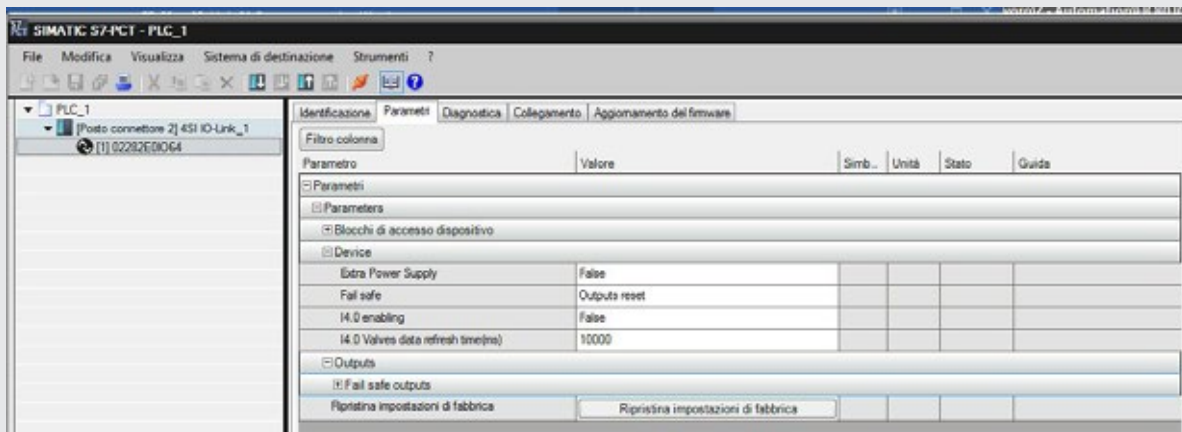 SIMATIC S7-PCT - PLC_1
File Modifica Visualizza Sistema di destinazione Strumenti ?
PLC_1
[Posto connettore 2] 4SI IO-Link_1
[1] 02282E0IO64
Identificazione Parametri Diagnostica Collegamento Aggiornamento del firmware
Filtro colonna
Parametro Valore Simb... Unità Stato Guida
Parametri
Parameters
Blocchi di accesso dispositivo
Device
Extra Power Supply False
Fail safe Outputs reset
I4.0 enabling False
I4.0 Valves data refresh time(ms) 10000
Outputs
Fail safe outputs
Ripristina impostazioni di fabbrica Ripristina impostazioni di fabbrica